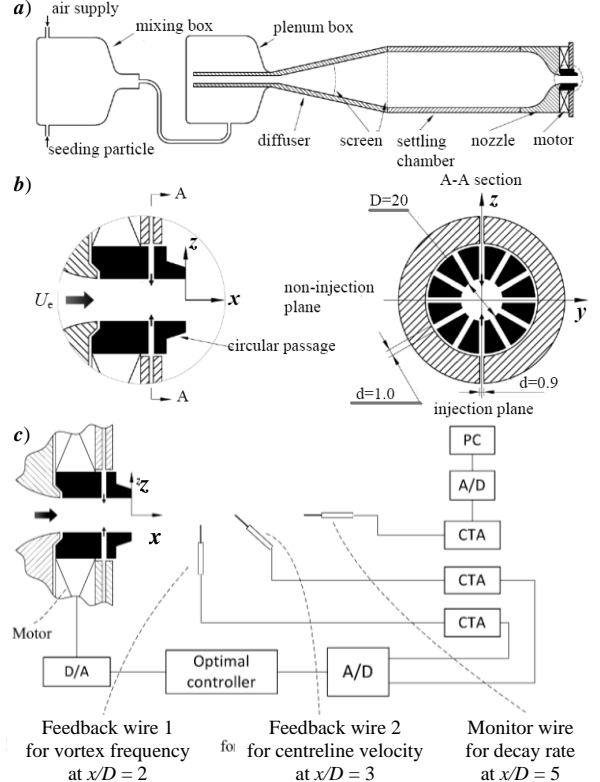 a)
air supply
mixing box
plenum box
seeding particle
diffuser
screen
settling
chamber
nozzle
motor
b)
A
z
x
Ue
circular passage
A
A-A section
D=20
z
non-injection
plane
y
d=1.0
d=0.9
injection plane
c)
z
x
Motor
PC
A/D
CTA
CTA
CTA
D/A
Optimal
controller
A/D
Feedback wire 1
for vortex frequency
at x/D = 2
Feedback wire 2
for centreline velocity
at x/D = 3
Monitor wire
for decay rate
at x/D = 5